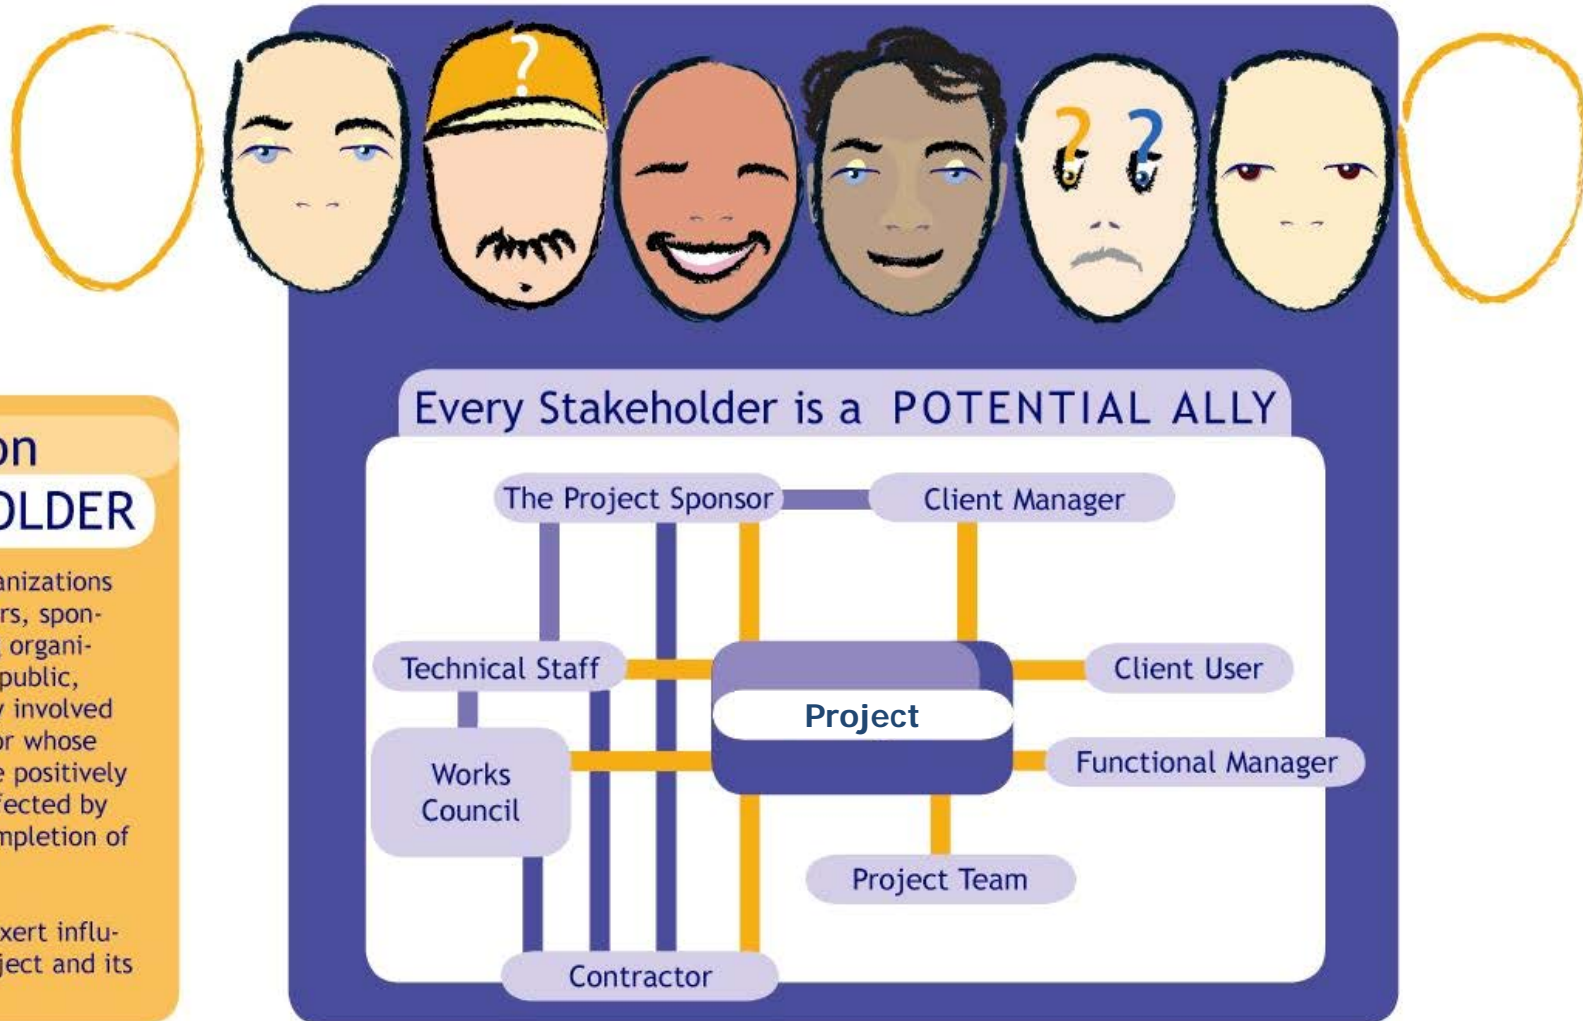 ?
? ?
Every Stakeholder is a POTENTIAL ALLY
The Project Sponsor
Client Manager
Technical Staff
Client User
Project
Works
Council
Functional Manager
Project Team
Contractor
on
OLDER
anizations
rs, spon-
organi-
public,
involved
or whose
positively
fected by
mpletion of
xert influ-
ject and its